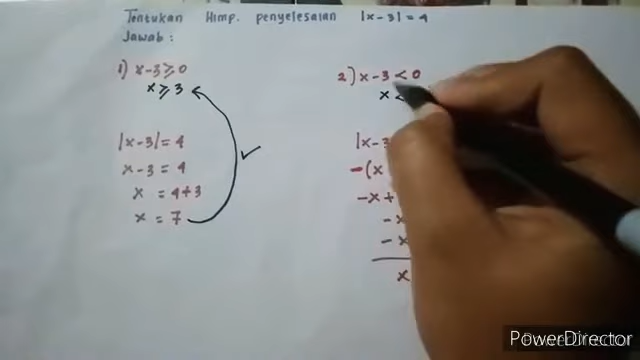 Tentukan Himp. penyelesaian |x-3| = 4
Jawab:
1) x-3 ≥ 0
x ≥ 3
|x-3| = 4
x-3 = 4
x = 4+3
x = 7
2) x-3 < 0
x <
|x-3
-(x
-x+
-x
-x
x
PowerDirector